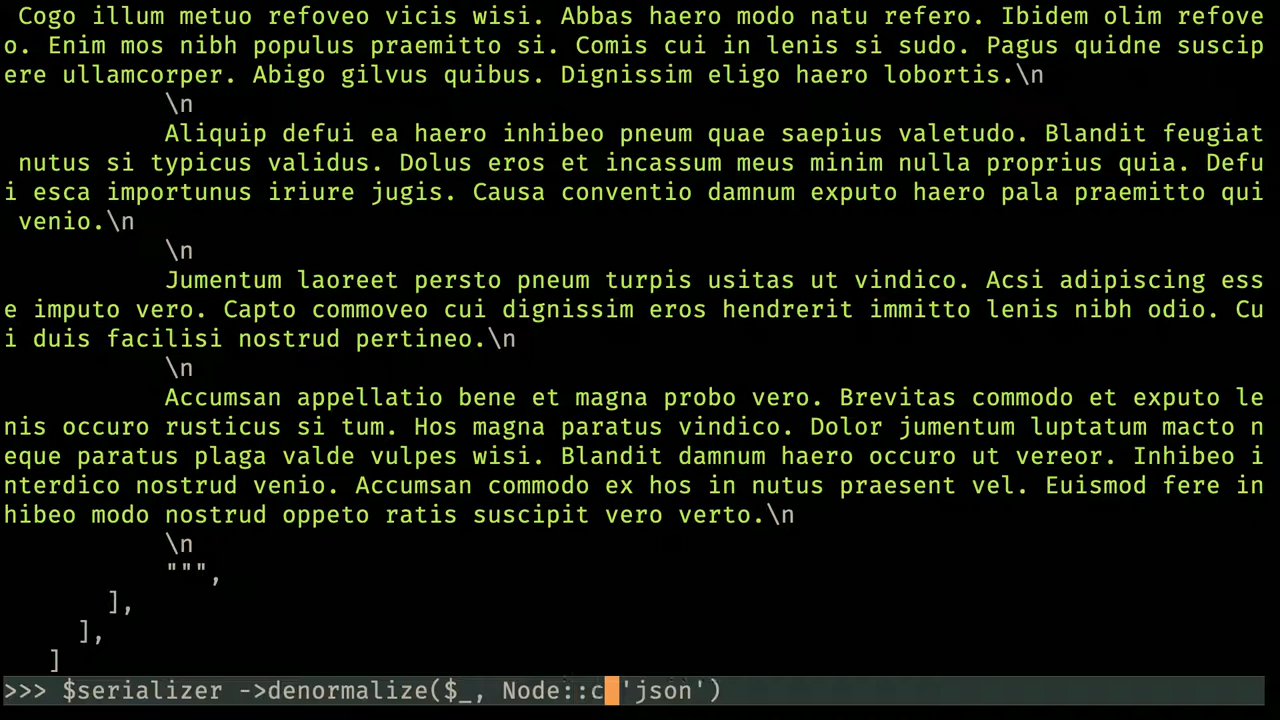 Cogo illum metuo refoveo vicis wisi. Abbas haero modo natu refero. Ibidem olim refove
o. Enim mos nibh populus praemitto si. Comis cui in lenis si sudo. Pagus quidne suscip
ere ullamcorper. Abigo gilvus quibus. Dignissim eligo haero lobortis.\n
\n
Aliquip defui ea haero inhibeo pneum quae saepius valetudo. Blandit feugiat
nutus si typicus validus. Dolus eros et incassum meus minim nulla proprius quia. Defu
i esca importunus iriure jugis. Causa conventio damnum exputo haero pala praemitto qui
venio.\n
\n
Jumentum laoreet persto pneum turpis usitas ut vindico. Acsi adipiscing ess
e imputo vero. Capto commoveo cui dignissim eros hendrerit immitto lenis nibh odio. Cu
i duis facilisi nostrud pertineo.\n
\n
Accumsan appellatio bene et magna probo vero. Brevitas commodo et exputo le
nis occuro rusticus si tum. Hos magna paratus vindico. Dolor jumentum luptatum macto n
eque paratus plaga valde vulpes wisi. Blandit damnum haero occuro ut vereor. Inhibeo i
nterdico nostrud venio. Accumsan commodo ex hos in nutus praesent vel. Euismod fere in
hibeo modo nostrud oppeto ratis suscipit vero verto.\n
\n
""",
],
],
]
>>> $serializer ->denormalize($_, Node::c 'json')